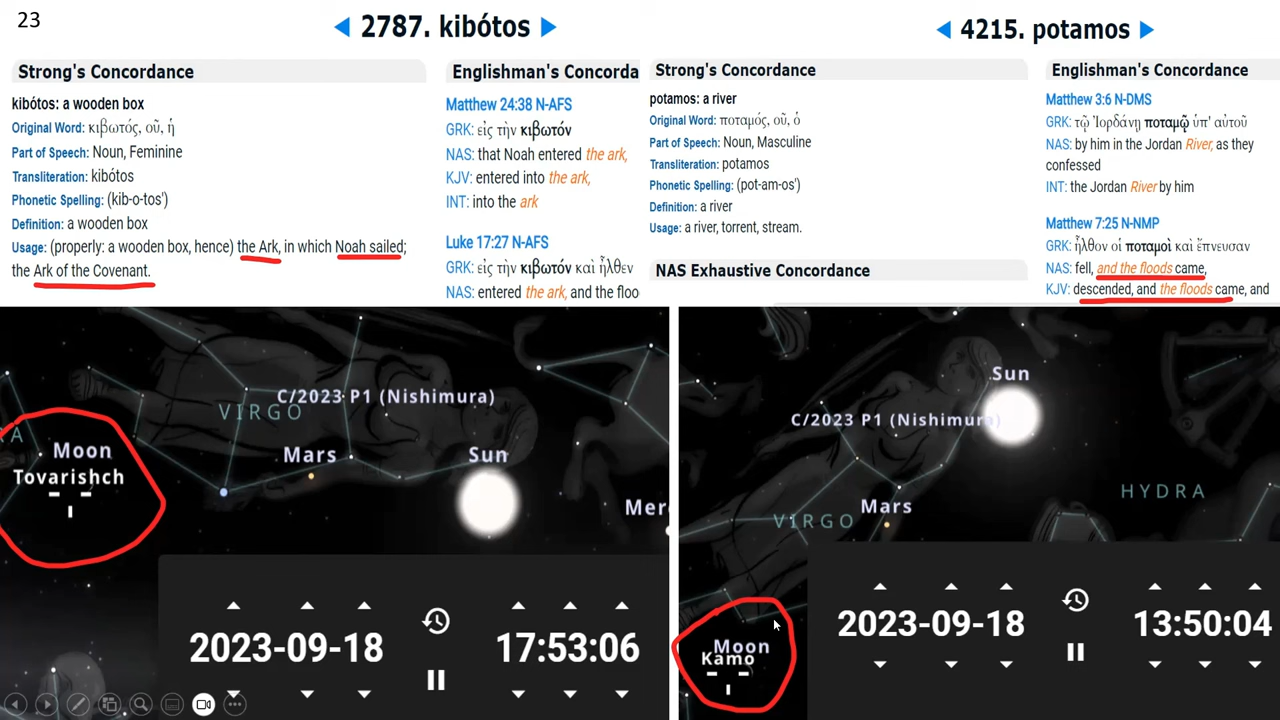 23
2787. kibótos
4215. potamos
Strong's Concordance
kibótos: a wooden box
Original Word: κιβωτός, οῦ, ἡ
Part of Speech: Noun, Feminine
Transliteration: kibótos
Phonetic Spelling: (kib-o-tos')
Definition: a wooden box
Usage: (properly: a wooden box, hence) the Ark, in which Noah sailed;
the Ark of the Covenant.
Englishman's Concorda
Matthew 24:38 N-AFS
GRK: εἰς τὴν κιβωτόν
NAS: that Noah entered the ark,
KJV: entered into the ark,
INT: into the ark
Luke 17:27 N-AFS
GRK: εἰς τὴν κιβωτόν καὶ ἦλθεν
NAS: entered the ark, and the floo
Strong's Concordance
potamos: a river
Original Word: ποταμός, οῦ, ὁ
Part of Speech: Noun, Masculine
Transliteration: potamos
Phonetic Spelling: (pot-am-os')
Definition: a river
Usage: a river, torrent, stream.
NAS Exhaustive Concordance
Englishman's Concordance
Matthew 3:6 N-DMS
GRK: τῷ Ἰορδάνῃ ποταμῷ ὑπ' αὐτοῦ
NAS: by him in the Jordan River, as they
confessed
INT: the Jordan River by him
Matthew 7:25 N-NMP
GRK: ἦλθον οἱ ποταμοὶ καὶ ἔπνευσαν
NAS: fell, and the floods came,
KJV: descended, and the floods came, and
C/2023 P1 (Nishimura)
VIRGO
RA
Moon
Tovarishch
Mars
Sun
Mer
2023-09-18
17:53:06
Sun
C/2023 P1 (Nishimura)
HYDRA
Mars
VIRGO
Moon
Kamo
2023-09-18
13:50:04